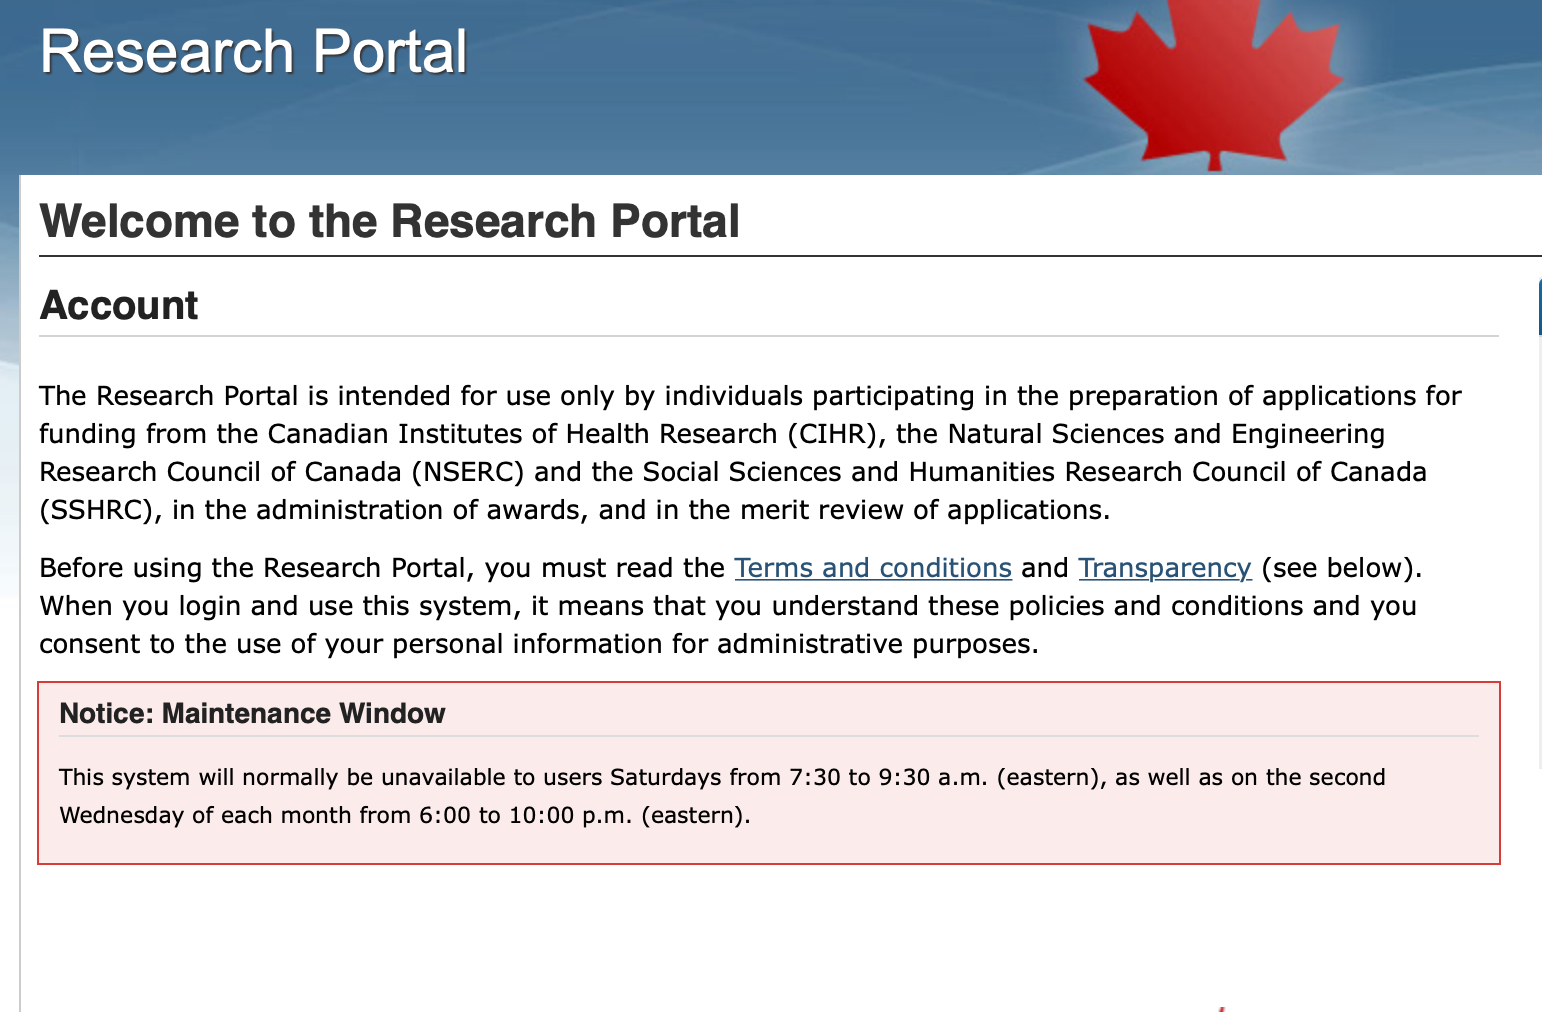 Research Portal
Welcome to the Research Portal
Account
The Research Portal is intended for use only by individuals participating in the preparation of applications for
funding from the Canadian Institutes of Health Research (CIHR), the Natural Sciences and Engineering
Research Council of Canada (NSERC) and the Social Sciences and Humanities Research Council of Canada
(SSHRC), in the administration of awards, and in the merit review of applications.
Before using the Research Portal, you must read the Terms and conditions and Transparency (see below).
When you login and use this system, it means that you understand these policies and conditions and you
consent to the use of your personal information for administrative purposes.
Notice: Maintenance Window
This system will normally be unavailable to users Saturdays from 7:30 to 9:30 a.m. (eastern), as well as on the second
Wednesday of each month from 6:00 to 10:00 p.m. (eastern).